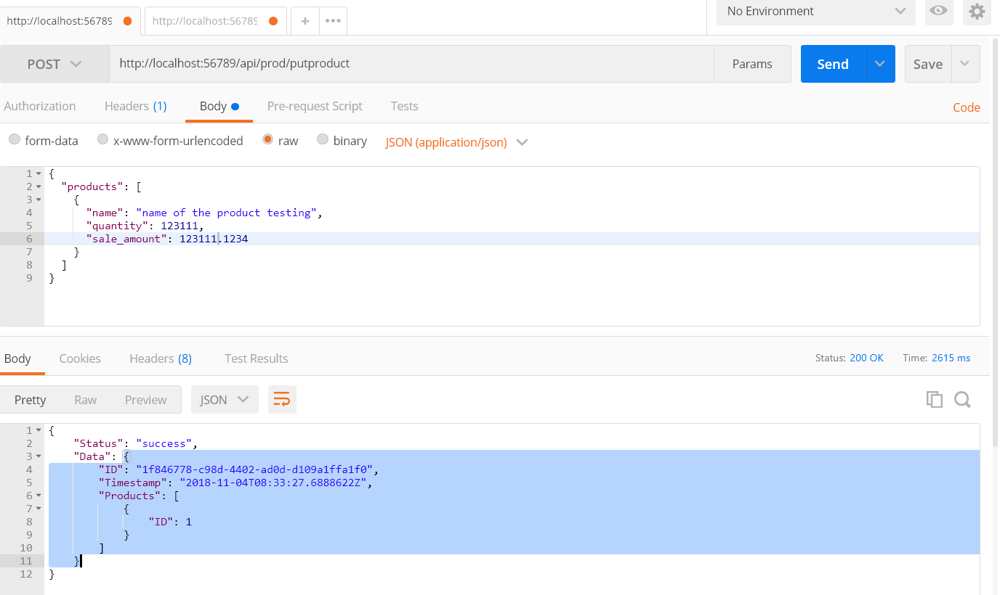 http://localhost:56789 http://localhost:56789 + ••• No Environment
POST http://localhost:56789/api/prod/putproduct Params Send Save
Authorization Headers (1) Body Pre-request Script Tests Code
form-data x-www-form-urlencoded raw binary JSON (application/json)
1 {
2 "products": [
3 {
4 "name": "name of the product testing",
5 "quantity": 123111,
6 "sale_amount": 123111.1234
7 }
8 ]
9 }
Body Cookies Headers (8) Test Results Status: 200 OK Time: 2615 ms
Pretty Raw Preview JSON
1 {
2 "Status": "success",
3 "Data": {
4 "ID": "1f846778-c98d-4402-ad0d-d109a1ffa1f0",
5 "Timestamp": "2018-11-04T08:33:27.6888622Z",
6 "Products": [
7 {
8 "ID": 1
9 }
10 ]
11 }
12 }